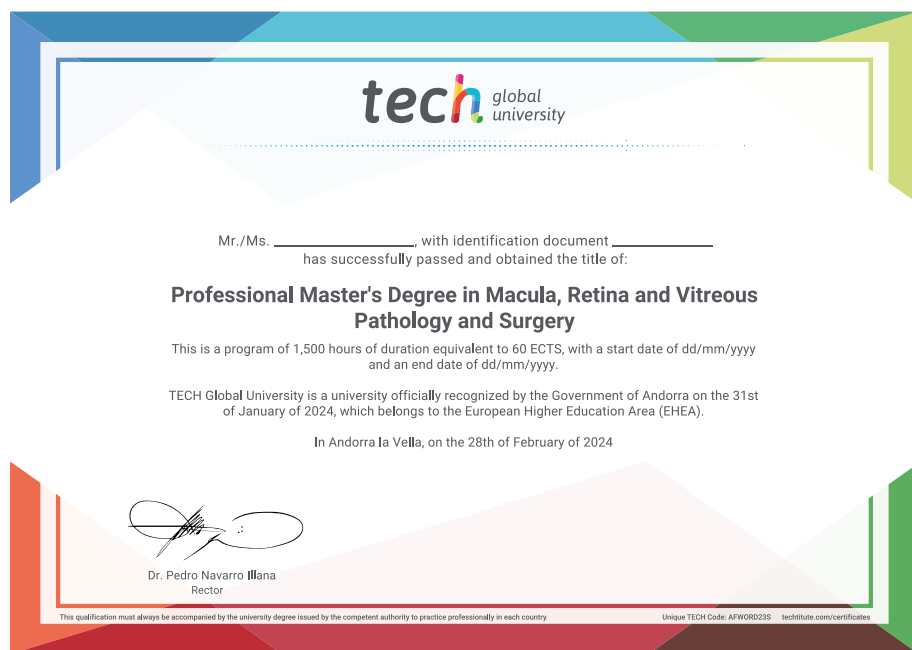 tech global university
Mr./Ms. ____________, with identification document ____________
has successfully passed and obtained the title of:
Professional Master's Degree in Macula, Retina and Vitreous
Pathology and Surgery
This is a program of 1,500 hours of duration equivalent to 60 ECTS, with a start date of dd/mm/yyyy
and an end date of dd/mm/yyyy.
TECH Global University is a university officially recognized by the Government of Andorra on the 31st
of January of 2024, which belongs to the European Higher Education Area (EHEA).
In Andorra la Vella, on the 28th of February of 2024
Dr. Pedro Navarro Illana
Rector
This qualification must always be accompanied by the university degree issued by the competent authority to practice professionally in each country.
Unique TECH Code: AFWORD23S techtitute.com/certificates